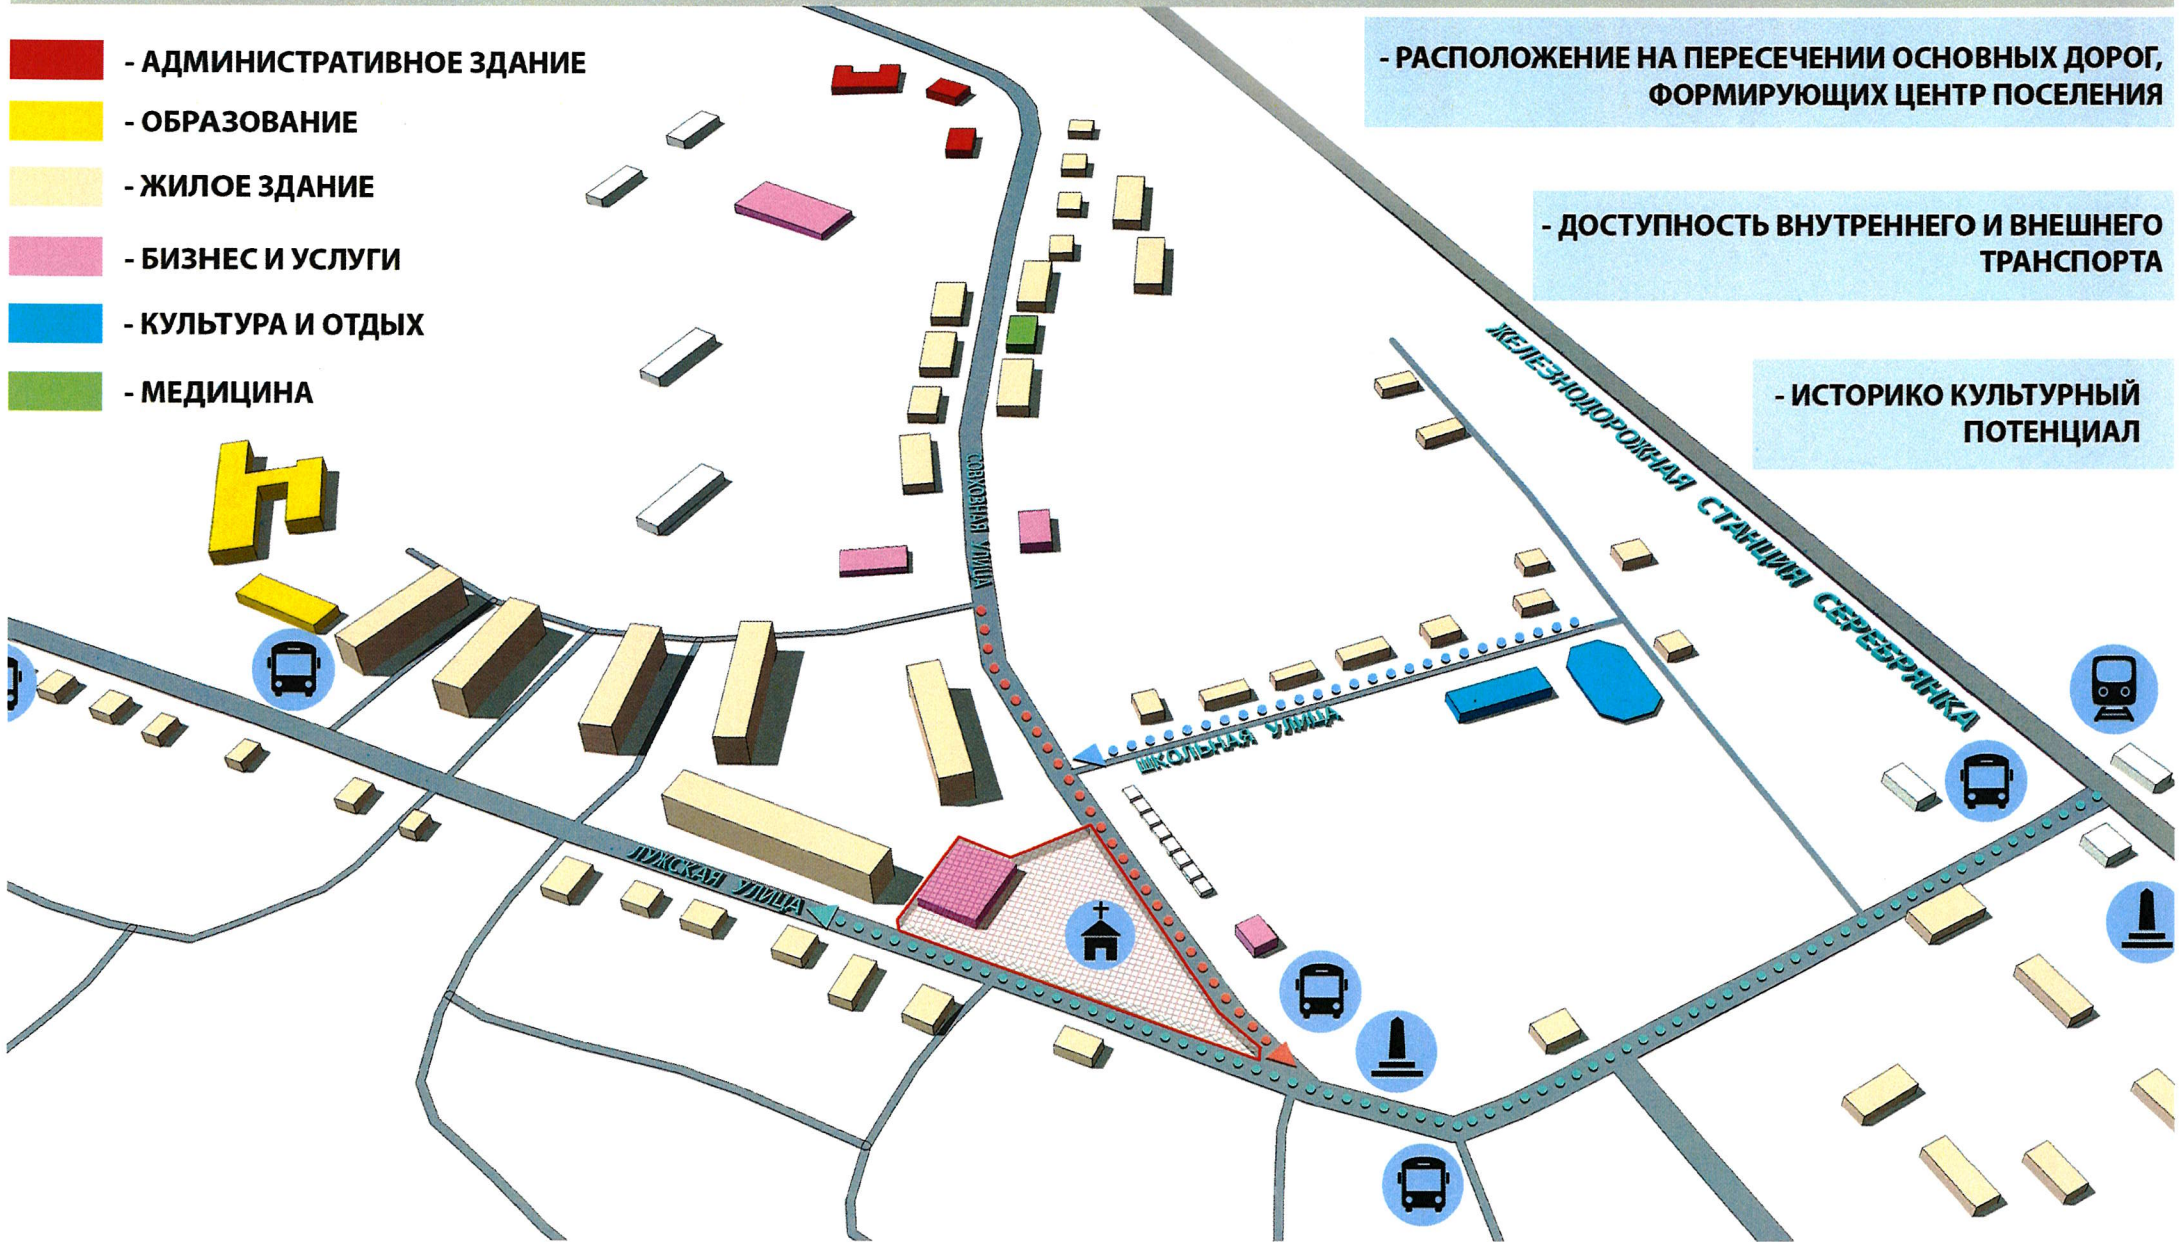 - АДМИНИСТРАТИВНОЕ ЗДАНИЕ
- ОБРАЗОВАНИЕ
- ЖИЛОЕ ЗДАНИЕ
- БИЗНЕС И УСЛУГИ
- КУЛЬТУРА И ОТДЫХ
- МЕДИЦИНА
- РАСПОЛОЖЕНИЕ НА ПЕРЕСЕЧЕНИИ ОСНОВНЫХ ДОРОГ,
ФОРМИРУЮЩИХ ЦЕНТР ПОСЕЛЕНИЯ
- ДОСТУПНОСТЬ ВНУТРЕННЕГО И ВНЕШНЕГО
ТРАНСПОРТА
- ИСТОРИКО КУЛЬТУРНЫЙ
ПОТЕНЦИАЛ
ЖЕЛЕЗНОДОРОЖНАЯ СТАНЦИЯ СЕРЕБРЯНКА
СОВХОВНАЯ УЛИЦА
ШКОЛЬНАЯ УЛИЦА
ЛУЖСКАЯ УЛИЦА